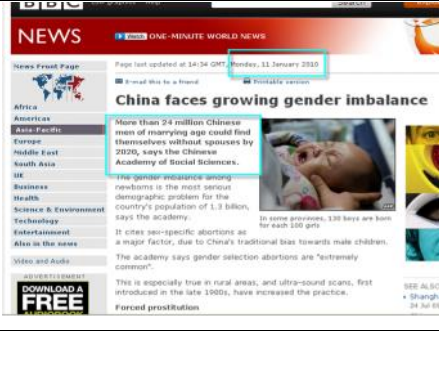 BBC
Search
NEWS
Watch ONE-MINUTE WORLD NEWS
News Front Page
Page last updated at 14:34 GMT, Monday, 11 January 2010
E-mail this to a friend
Printable version
China faces growing gender imbalance
Africa
Americas
Asia-Pacific
Europe
Middle East
South Asia
UK
Business
Health
Science & Environment
Technology
Entertainment
Also in the news
Video and Audio
ADVERTISEMENT
DOWNLOAD A
FREE
AUDIOBOOK
More than 24 million Chinese
men of marrying age could find
themselves without spouses by
2020, says the Chinese
Academy of Social Sciences.
The gender imbalance among
newborns is the most serious
demographic problem for the
country's population of 1.3 billion,
says the academy.
In some provinces, 130 boys are born
for each 100 girls
It cites sex-specific abortions as
a major factor, due to China's traditional bias towards male children.
The academy says gender selection abortions are "extremely
common".
This is especially true in rural areas, and ultra-sound scans, first
introduced in the late 1980s, have increased the practice.
Forced prostitution
SEE ALSO
Shangh